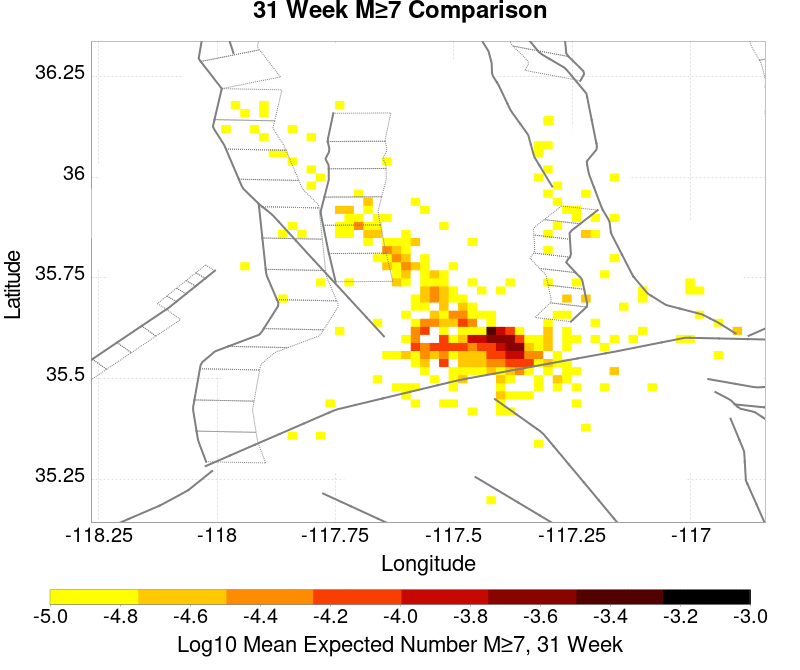 31 Week M≥7 Comparison
36.25
36
35.75
35.5
35.25
Latitude
-118.25 -118 -117.75 -117.5 -117.25 -117
Longitude
-5.0 -4.8 -4.6 -4.4 -4.2 -4.0 -3.8 -3.6 -3.4 -3.2 -3.0
Log10 Mean Expected Number M≥7, 31 Week